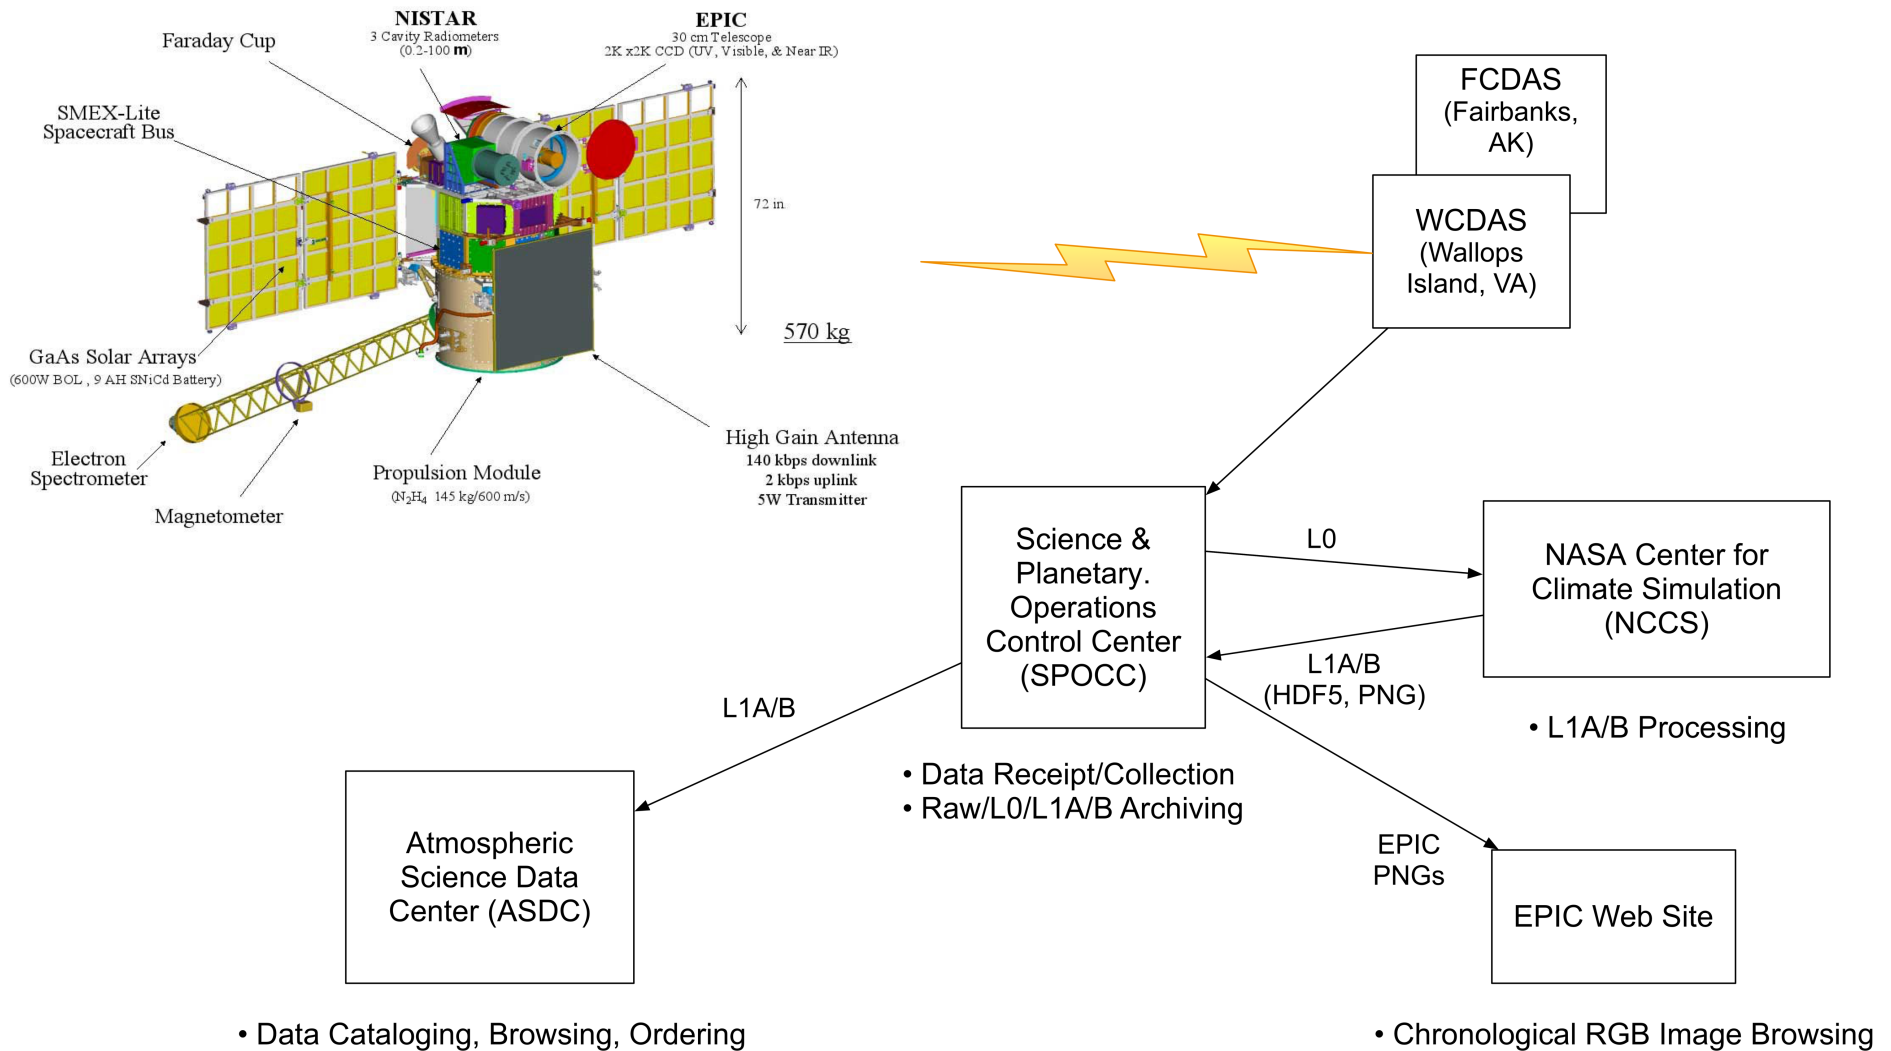 NISTAR
3 Cavity Radiometers
(0.2-100 m)
EPIC
30 cm Telescope
2K x2K CCD (UV, Visible, & Near IR)
Faraday Cup
SMEX-Lite
Spacecraft Bus
72 in
570 kg
GaAs Solar Arrays
(600W BOL , 9 AH SNiCd Battery)
Electron
Spectrometer
Magnetometer
Propulsion Module
(N2H4 145 kg/600 m/s)
High Gain Antenna
140 kbps downlink
2 kbps uplink
5W Transmitter
FCDAS
(Fairbanks,
AK)
WCDAS
(Wallops
Island, VA)
Science &
Planetary.
Operations
Control Center
(SPOCC)
• Data Receipt/Collection
• Raw/L0/L1A/B Archiving
L0
NASA Center for
Climate Simulation
(NCCS)
• L1A/B Processing
L1A/B
(HDF5, PNG)
L1A/B
Atmospheric
Science Data
Center (ASDC)
• Data Cataloging, Browsing, Ordering
EPIC
PNGs
EPIC Web Site
• Chronological RGB Image Browsing